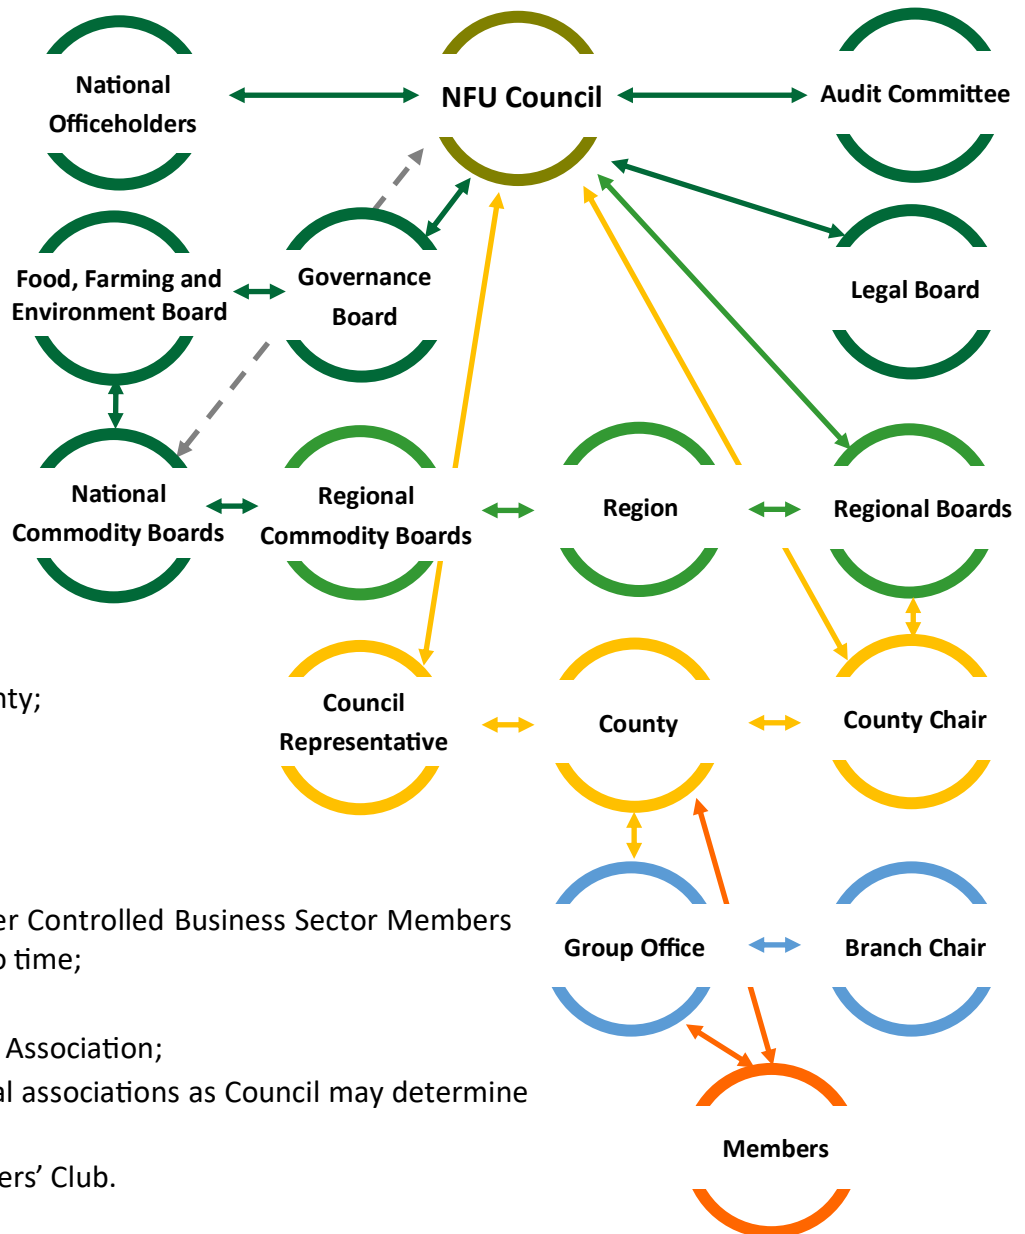 National
Officeholders
NFU Council
Audit Committee
Food, Farming and
Environment Board
Governance
Board
Legal Board
National
Commodity Boards
Regional
Commodity Boards
Region
Regional Boards
nty;
Council
Representative
County
County Chair
er Controlled Business Sector Members
o time;
Group Office
Branch Chair
Association;
al associations as Council may determine
Members
ers’ Club.